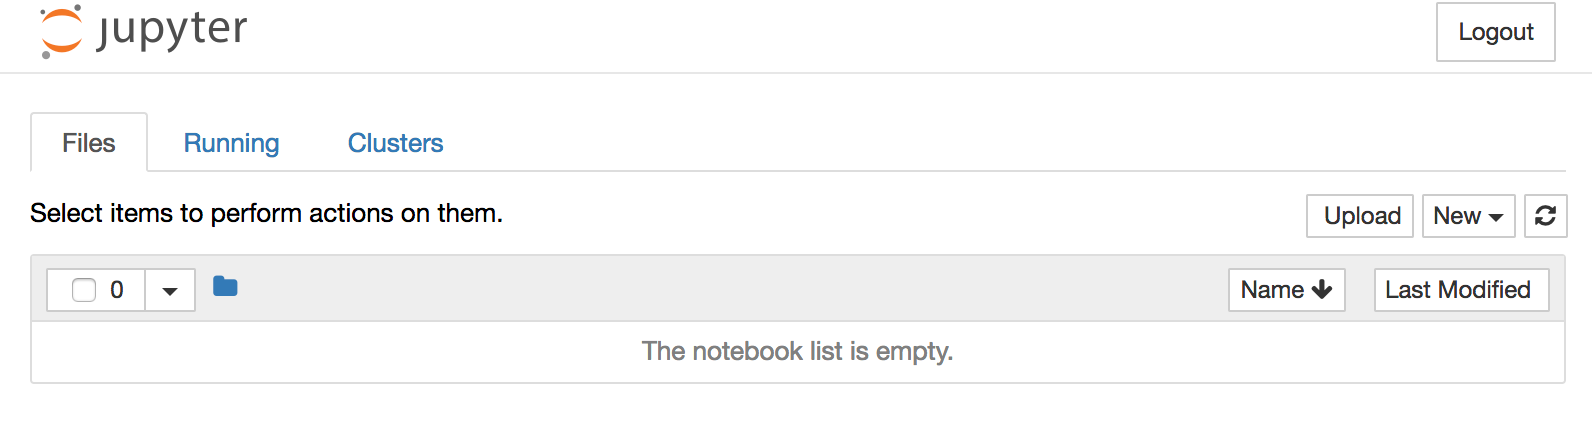 jupyter
Logout
Files Running Clusters
Select items to perform actions on them.
Upload New
0 Name Last Modified
The notebook list is empty.